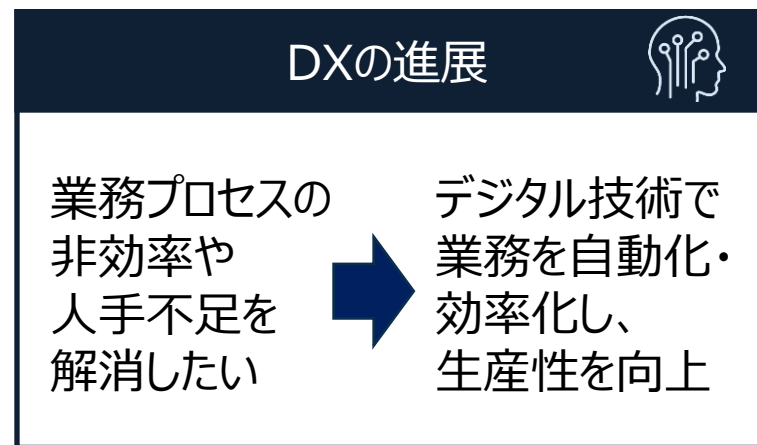 DXの進展
業務プロセスの
非効率や
人手不足を
解消したい
デジタル技術で
業務を自動化・
効率化し、
生産性を向上